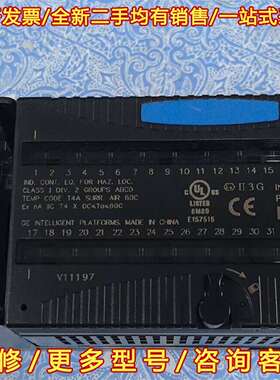 发票/全新二手均有销售/一站式
1 2 3 4 5 6 7 8 9 10 11 12 13 14 15
IND. CONT. EQ. FOR HAZ. LOC.
CLASS I DIV. 2 GROUPS ABCD
TEMP CODE T4A SURR. AIR 60C
Ex nA IIC T4 X 0C≤Ta≤60C
UL US
LISTED
E157515
II 3 G
CE
GE INTELLIGENT PLATFORMS MADE IN CHINA
17 18 19 20 21 22 23 24 25 26 27 28 29 30 31
V11197
修/更多型号/咨询客